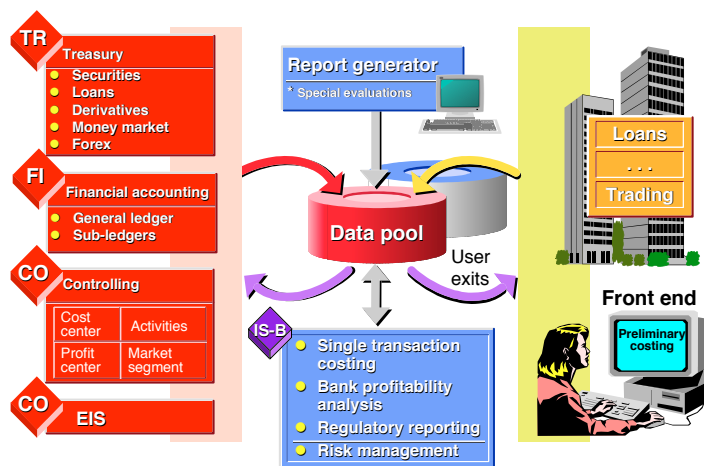 TR
Treasury
Securities
Loans
Derivatives
Money market
Forex
FI
Financial accounting
General ledger
Sub-ledgers
CO
Controlling
Cost
center
Activities
Profit
center
Market
segment
CO
EIS
Report generator
* Special evaluations
Data pool
User
exits
IS-B
Single transaction
costing
Bank profitability
analysis
Regulatory reporting
Risk management
Loans
. . .
Trading
Front end
Preliminary
costing